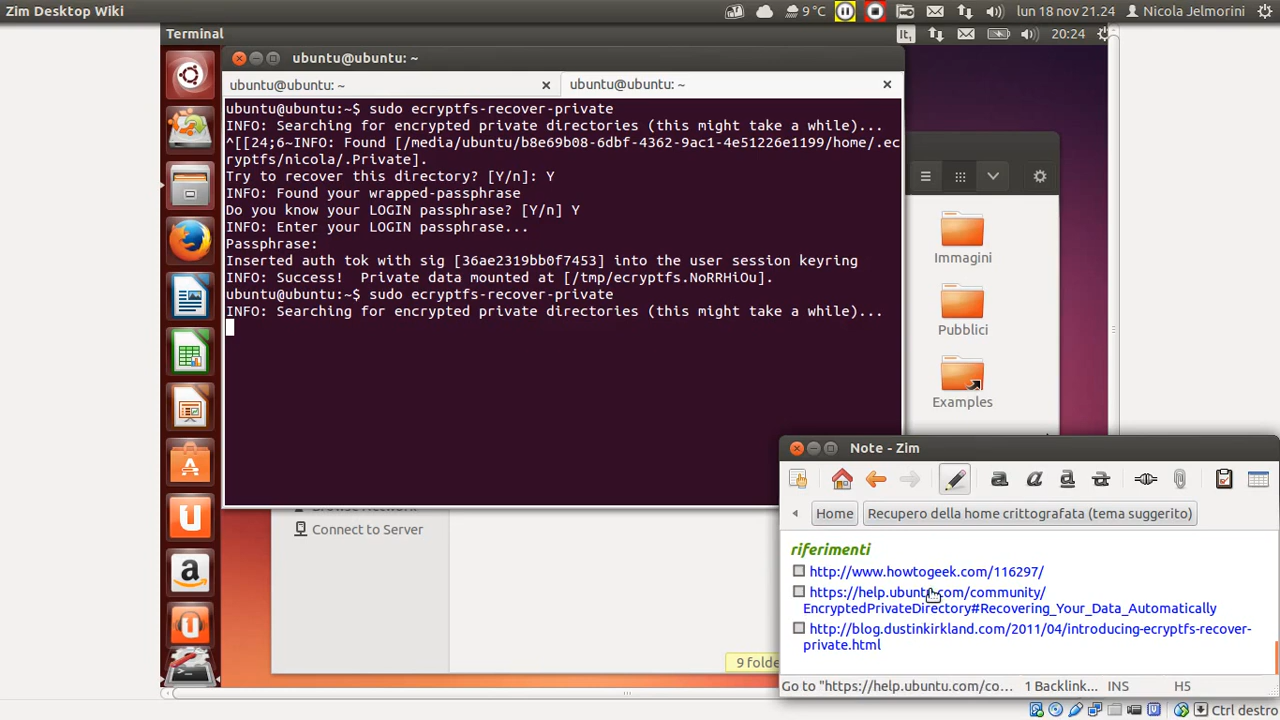 Zim Desktop Wiki
9 °C
lun 18 nov 21.24
Nicola Jelmorini
Terminal
It₁
20:24
ubuntu@ubuntu: ~
ubuntu@ubuntu: ~
ubuntu@ubuntu: ~
ubuntu@ubuntu:~$ sudo ecryptfs-recover-private
INFO: Searching for encrypted private directories (this might take a while)...
^[[24;6~INFO: Found [/media/ubuntu/b8e69b08-6dbf-4362-9ac1-4e51226e1199/home/.ec
ryptfs/nicola/.Private].
Try to recover this directory? [Y/n]: Y
INFO: Found your wrapped-passphrase
Do you know your LOGIN passphrase? [Y/n] Y
INFO: Enter your LOGIN passphrase...
Passphrase:
Inserted auth tok with sig [36ae2319bb0f7453] into the user session keyring
INFO: Success!  Private data mounted at [/tmp/ecryptfs.NoRRHiOu].
ubuntu@ubuntu:~$ sudo ecryptfs-recover-private
INFO: Searching for encrypted private directories (this might take a while)...
Immagini
Pubblici
Examples
Connect to Server
9 folde
Note - Zim
Home
Recupero della home crittografata (tema suggerito)
riferimenti
http://www.howtogeek.com/116297/
https://help.ubuntu.com/community/
EncryptedPrivateDirectory#Recovering_Your_Data_Automatically
http://blog.dustinkirkland.com/2011/04/introducing-ecryptfs-recover-
private.html
Go to "https://help.ubuntu.com/co...
1 Backlink...
INS
H5
Ctrl destro